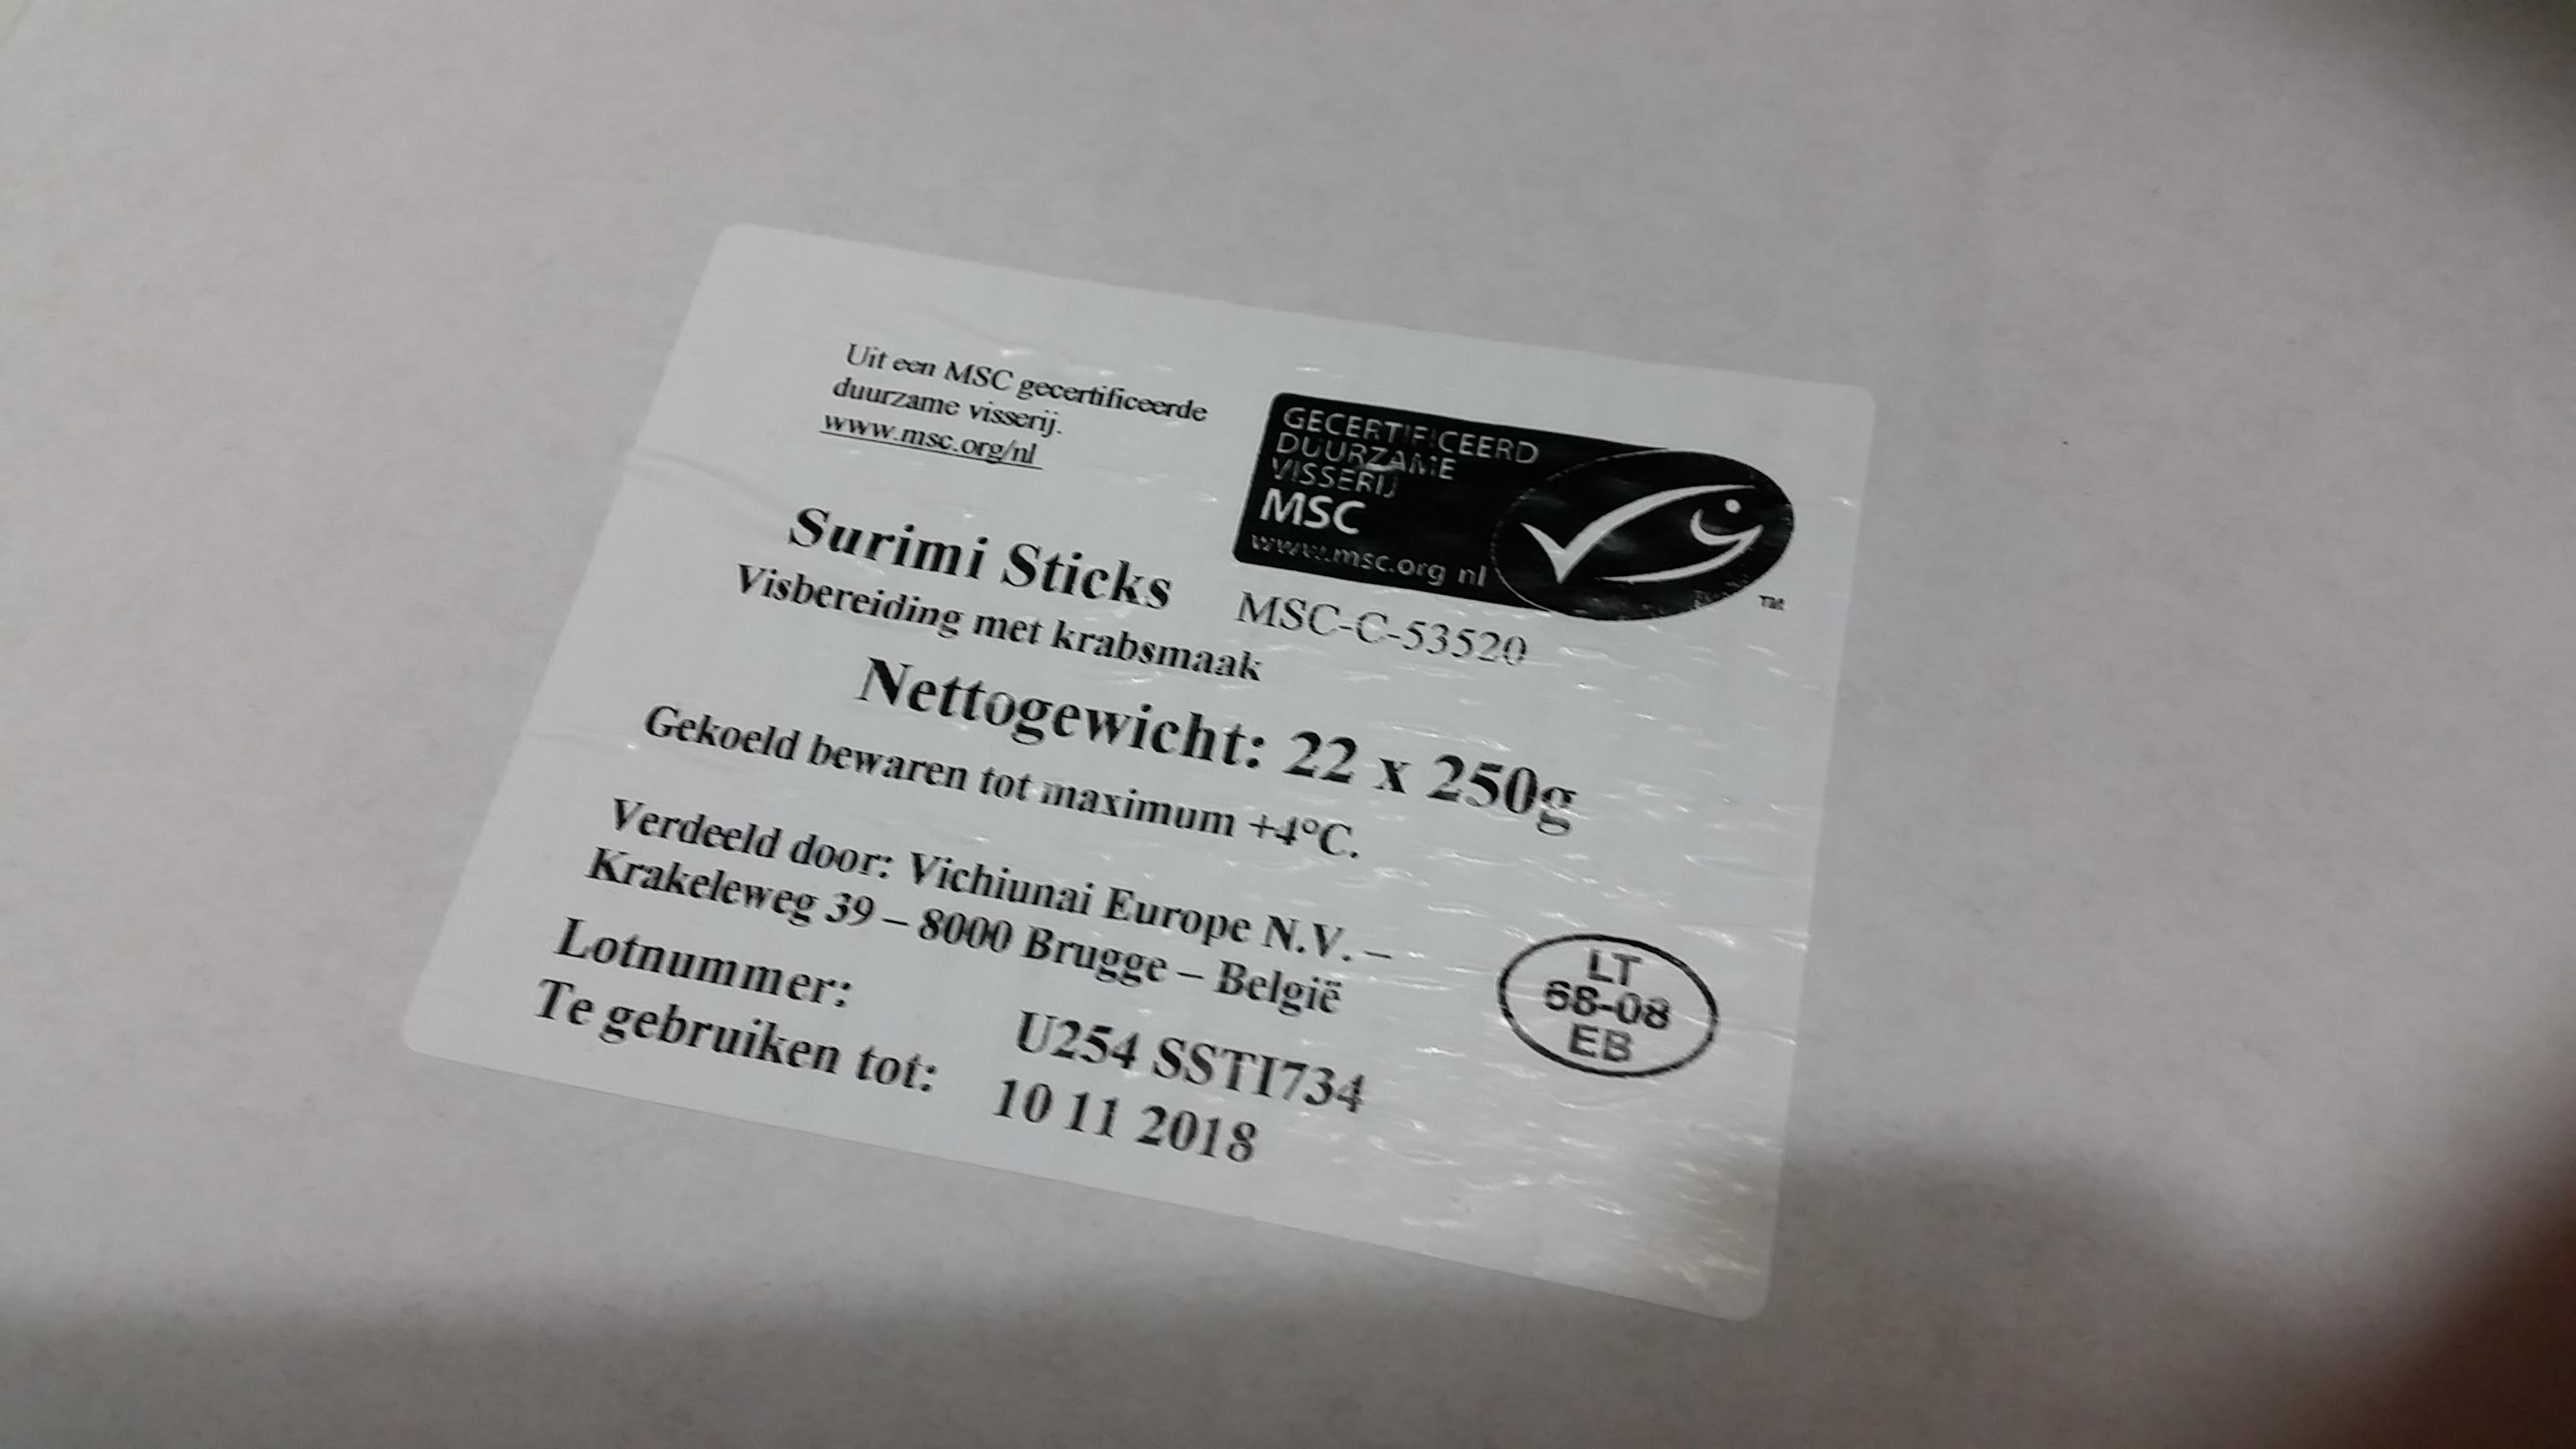 Uit een MSC gecertificeerde
duurzame visserij.
www.msc.org/nl
GECERTIFICEERD
DUURZAME
VISSERIJ
MSC
www.msc.org nl
TM
MSC-C-53520
Surimi Sticks
Visbereiding met krabsmaak
Nettogewicht: 22 x 250g
Gekoeld bewaren tot maximum +4°C.
Verdeeld door: Vichiunai Europe N.V. –
Krakeleweg 39 – 8000 Brugge – België
Lotnummer: U254 SSTI734
Te gebruiken tot: 10 11 2018
LT
68-08
EB